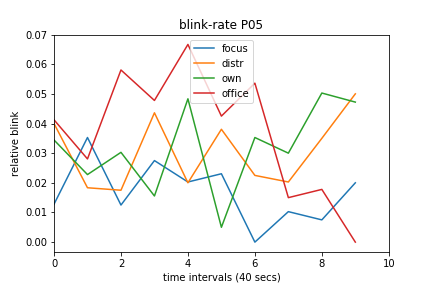 blink-rate P05
0.07
0.06
0.05
0.04
0.03
0.02
0.01
0.00
relative blink
focus
distr
own
office
0 2 4 6 8 10
time intervals (40 secs)